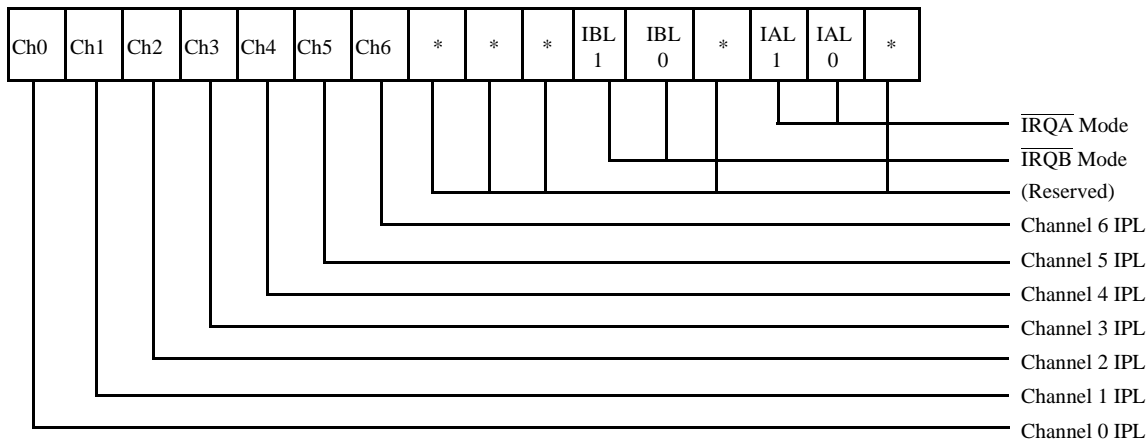 Ch0 Ch1 Ch2 Ch3 Ch4 Ch5 Ch6 * * * IBL 1 IBL 0 * IAL 1 IAL 0 *
I̅R̅Q̅A̅ Mode
I̅R̅Q̅B̅ Mode
(Reserved)
Channel 6 IPL
Channel 5 IPL
Channel 4 IPL
Channel 3 IPL
Channel 2 IPL
Channel 1 IPL
Channel 0 IPL